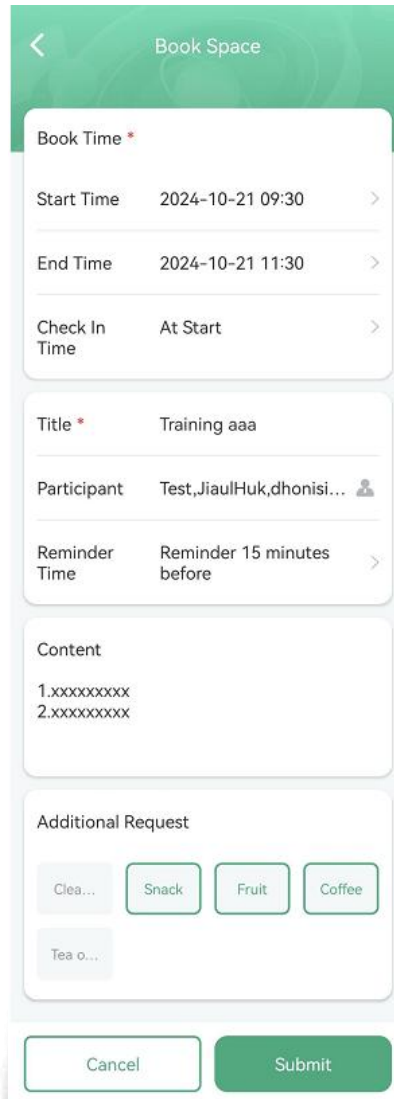 Book Space
Book Time *
Start Time 2024-10-21 09:30
End Time 2024-10-21 11:30
Check In At Start
Time
Title * Training aaa
Participant Test,JiaulHuk,dhonisi...
Reminder Reminder 15 minutes
Time before
Content
1.xxxxxxxxx
2.xxxxxxxxx
Additional Request
Clea... Snack Fruit Coffee
Tea o...
Cancel Submit